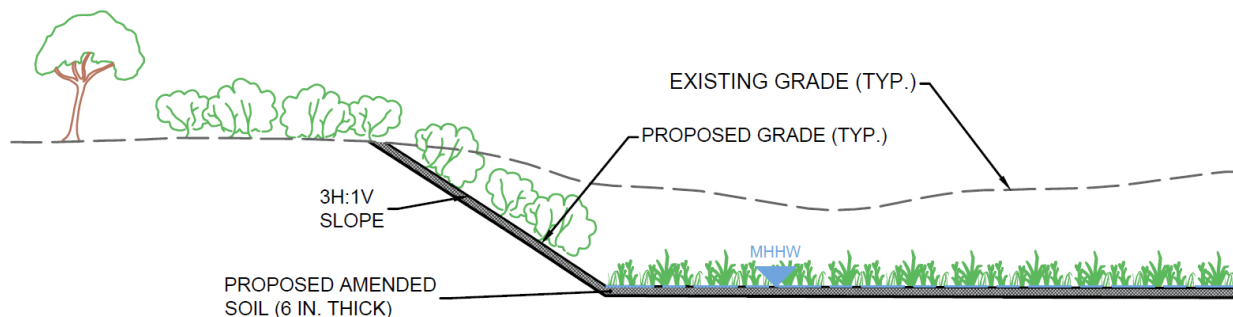 EXISTING GRADE (TYP.)
PROPOSED GRADE (TYP.)
3H:1V
SLOPE
MHHW
PROPOSED AMENDED
SOIL (6 IN. THICK)